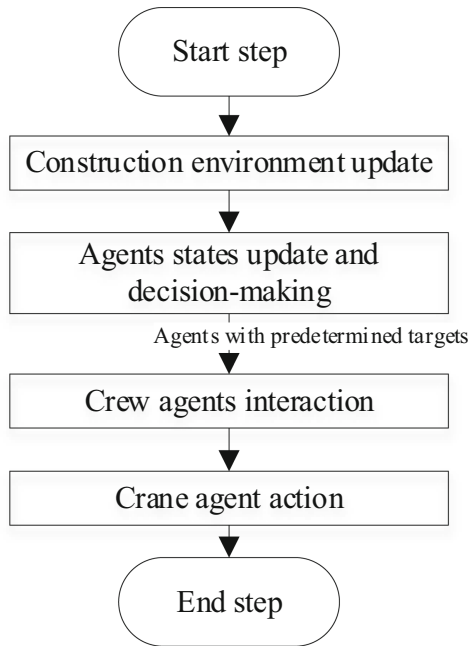 Start step
Construction environment update
Agents states update and
decision-making
Agents with predetermined targets
Crew agents interaction
Crane agent action
End step